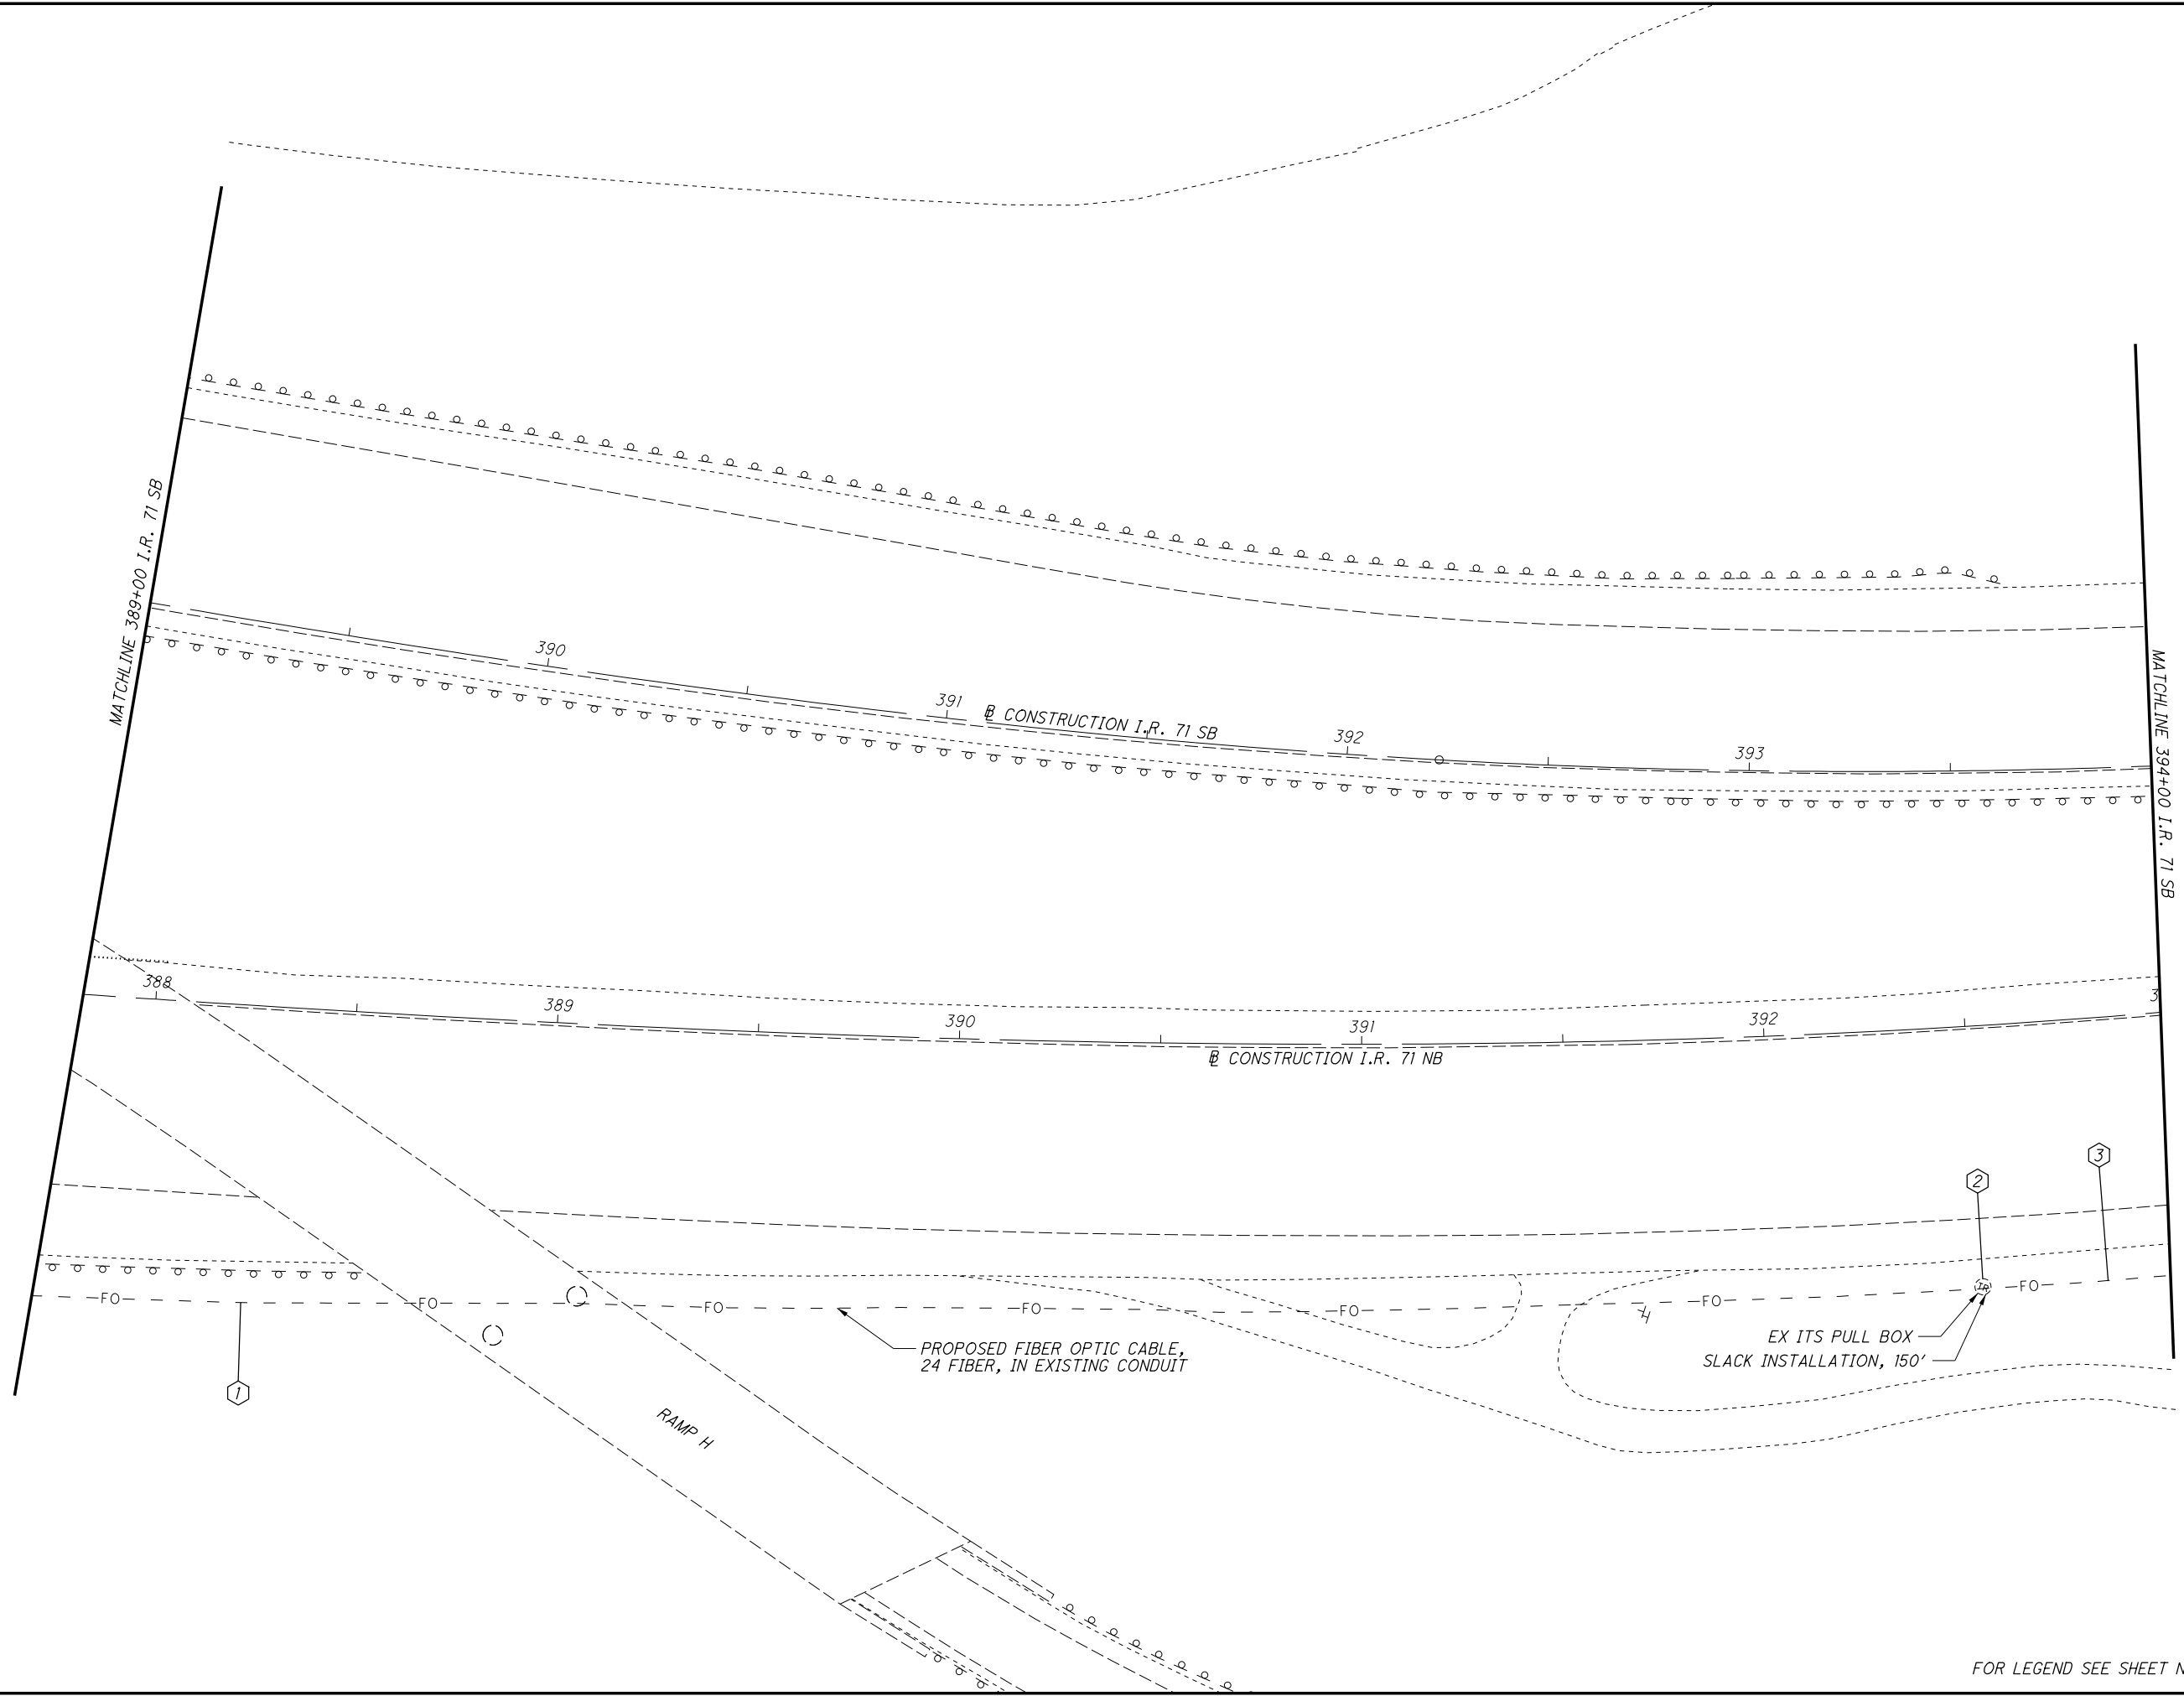 MATCHLINE 389+00 I.R. 71 SB
390
391
℄ CONSTRUCTION I.R. 71 SB
392
393
MATCHLINE 394+00 I.R. 71 SB
388
389
390
391
392
3
℄ CONSTRUCTION I.R. 71 NB
3
2
FO
FO
FO
FO
FO
FO
FO
EX ITS PULL BOX
SLACK INSTALLATION, 150'
PROPOSED FIBER OPTIC CABLE,
24 FIBER, IN EXISTING CONDUIT
1
RAMP H
FOR LEGEND SEE SHEET N